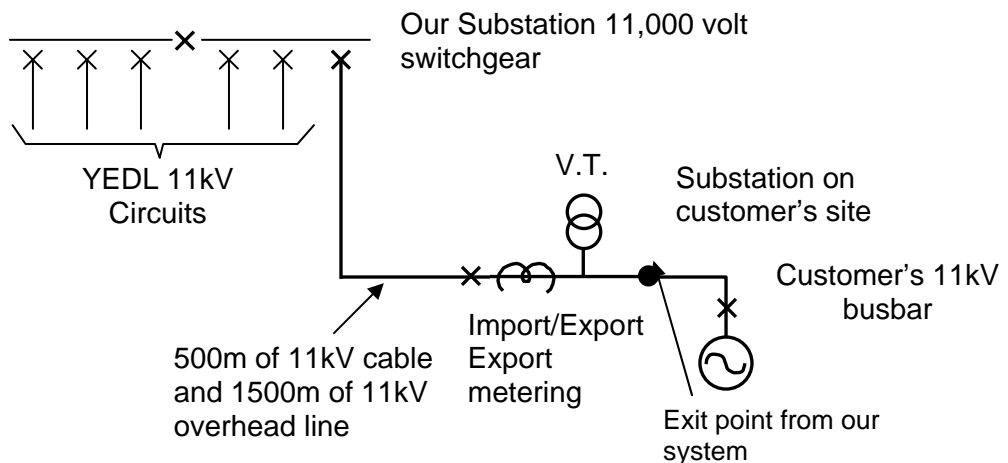 Our Substation 11,000 volt
switchgear
YEDL 11kV
Circuits
V.T.
Substation on
customer's site
Customer's 11kV
busbar
Import/Export
Export
metering
500m of 11kV cable
and 1500m of 11kV
overhead line
Exit point from our
system